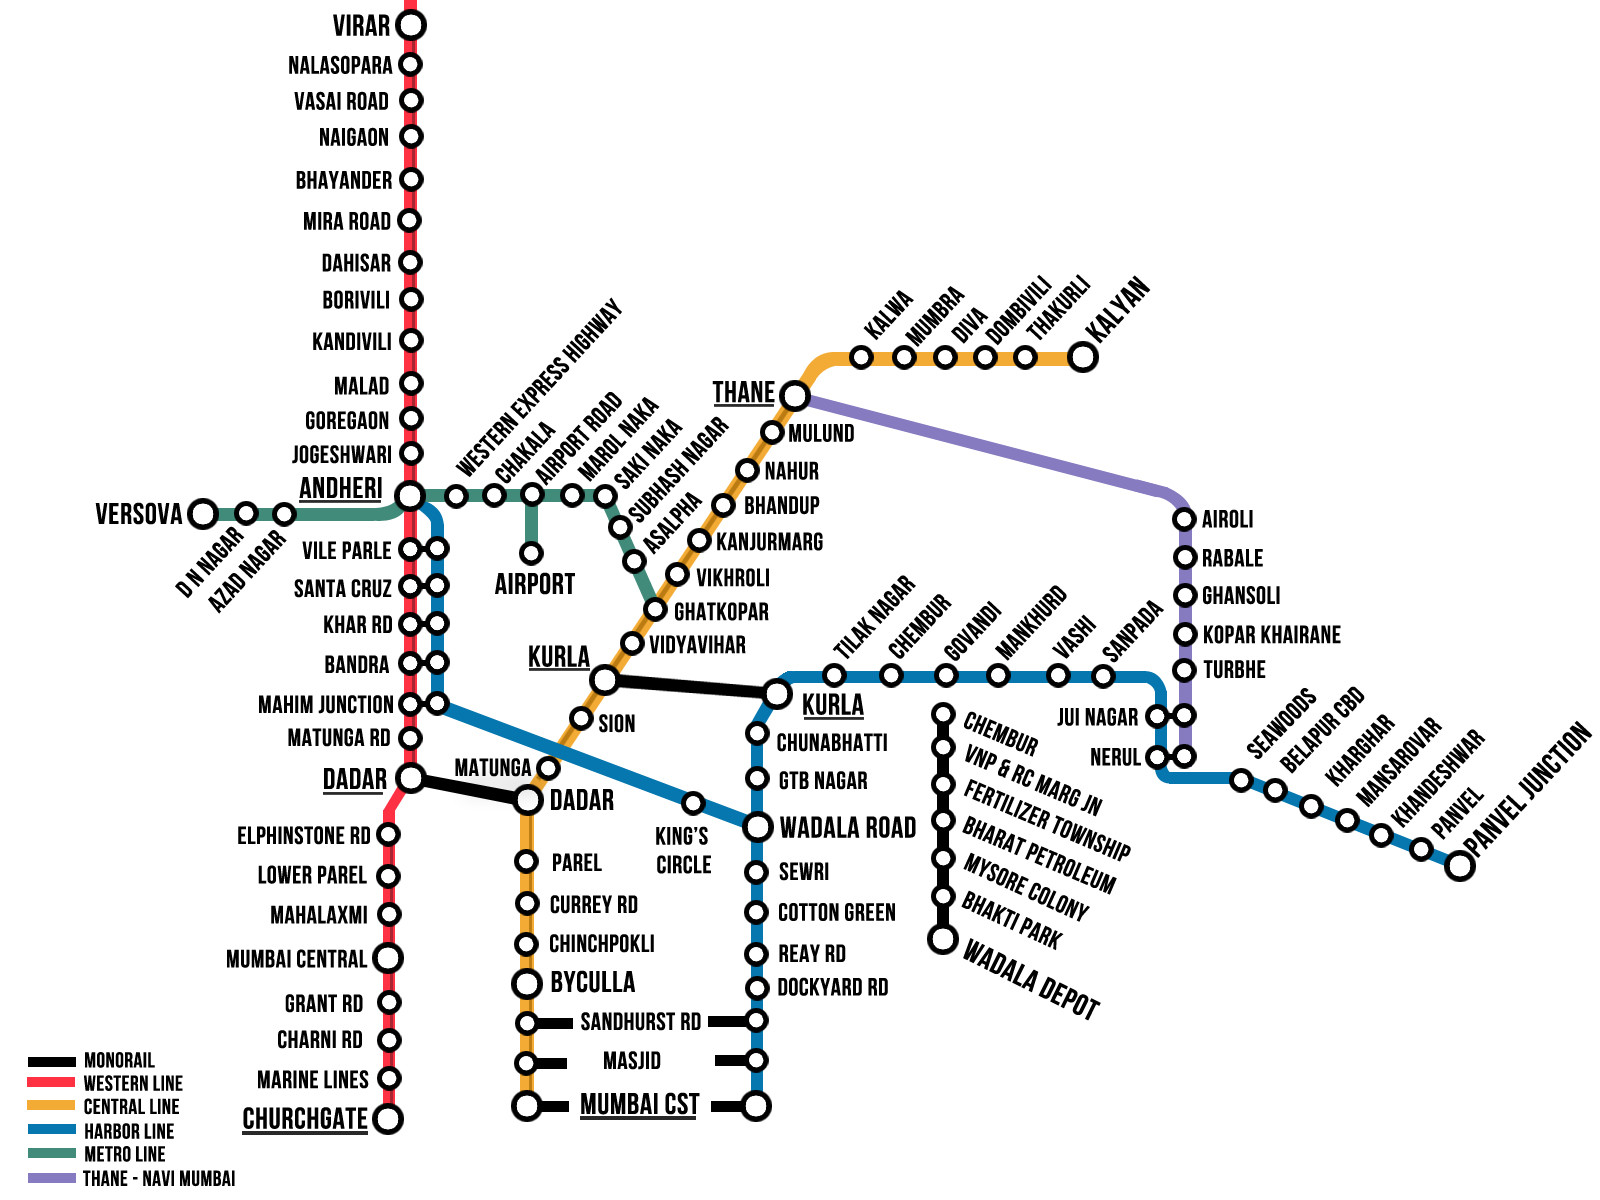 VIRAR
NALASOPARA
VASAI ROAD
NAIGAON
BHAYANDER
MIRA ROAD
DAHISAR
BORIVILI
KANDIVILI
MALAD
GOREGAON
JOGESHWARI
ANDHERI
VERSOVA
D N NAGAR
AZAD NAGAR
WESTERN EXPRESS HIGHWAY
CHAKALA
AIRPORT ROAD
MAROL NAKA
SAKI NAKA
SUBHASH NAGAR
ASALPHA
AIRPORT
VILE PARLE
SANTA CRUZ
KHAR RD
BANDRA
MAHIM JUNCTION
MATUNGA RD
DADAR
ELPHINSTONE RD
LOWER PAREL
MAHALAXMI
MUMBAI CENTRAL
GRANT RD
CHARNI RD
MARINE LINES
CHURCHGATE
KALWA
MUMBRA
DIVA
DOMBIVILI
THAKURLI
KALYAN
THANE
MULUND
NAHUR
BHANDUP
KANJURMARG
VIKHROLI
GHATKOPAR
VIDYAVIHAR
KURLA
SION
MATUNGA
DADAR
PAREL
CURREY RD
CHINCHPOKLI
BYCULLA
SANDHURST RD
MASJID
MUMBAI CST
KING'S
CIRCLE
KURLA
CHUNABHATTI
GTB NAGAR
WADALA ROAD
SEWRI
COTTON GREEN
REAY RD
DOCKYARD RD
TILAK NAGAR
CHEMBUR
GOVANDI
MANKHURD
VASHI
SANPADA
AIROLI
RABALE
GHANSOLI
KOPAR KHAIRANE
TURBHE
JUI NAGAR
NERUL
SEAWOODS
BELAPUR CBD
KHARGHAR
MANSAROVAR
KHANDESHWAR
PANVEL
PANVEL JUNCTION
CHEMBUR
VNP & RC MARG JN
FERTILIZER TOWNSHIP
BHARAT PETROLEUM
MYSORE COLONY
BHAKTI PARK
WADALA DEPOT
MONORAIL
WESTERN LINE
CENTRAL LINE
HARBOR LINE
METRO LINE
THANE - NAVI MUMBAI